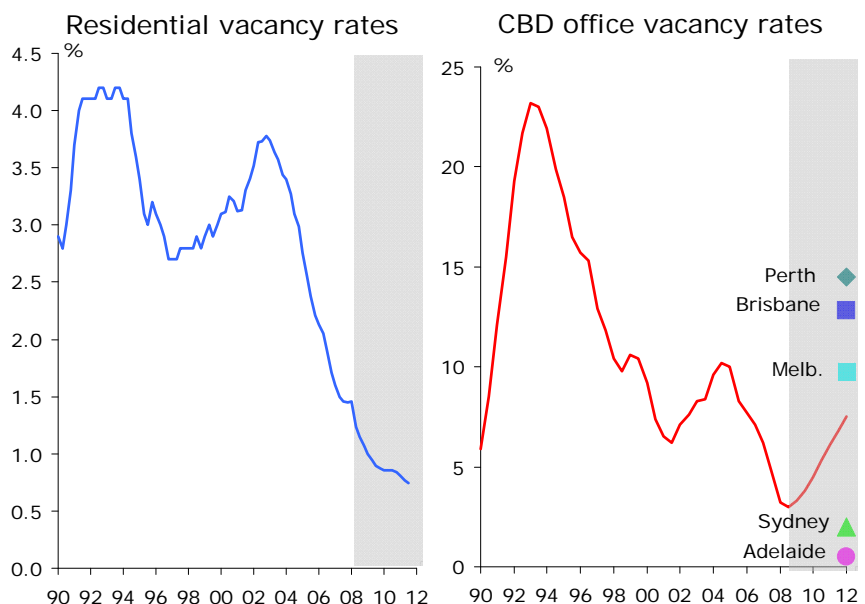 Residential vacancy rates
%
4.5
4.0
3.5
3.0
2.5
2.0
1.5
1.0
0.5
0.0
90 92 94 96 98 00 02 04 06 08 10 12
CBD office vacancy rates
%
25
20
15
10
5
0
Perth
Brisbane
Melb.
Sydney
Adelaide
90 92 94 96 98 00 02 04 06 08 10 12